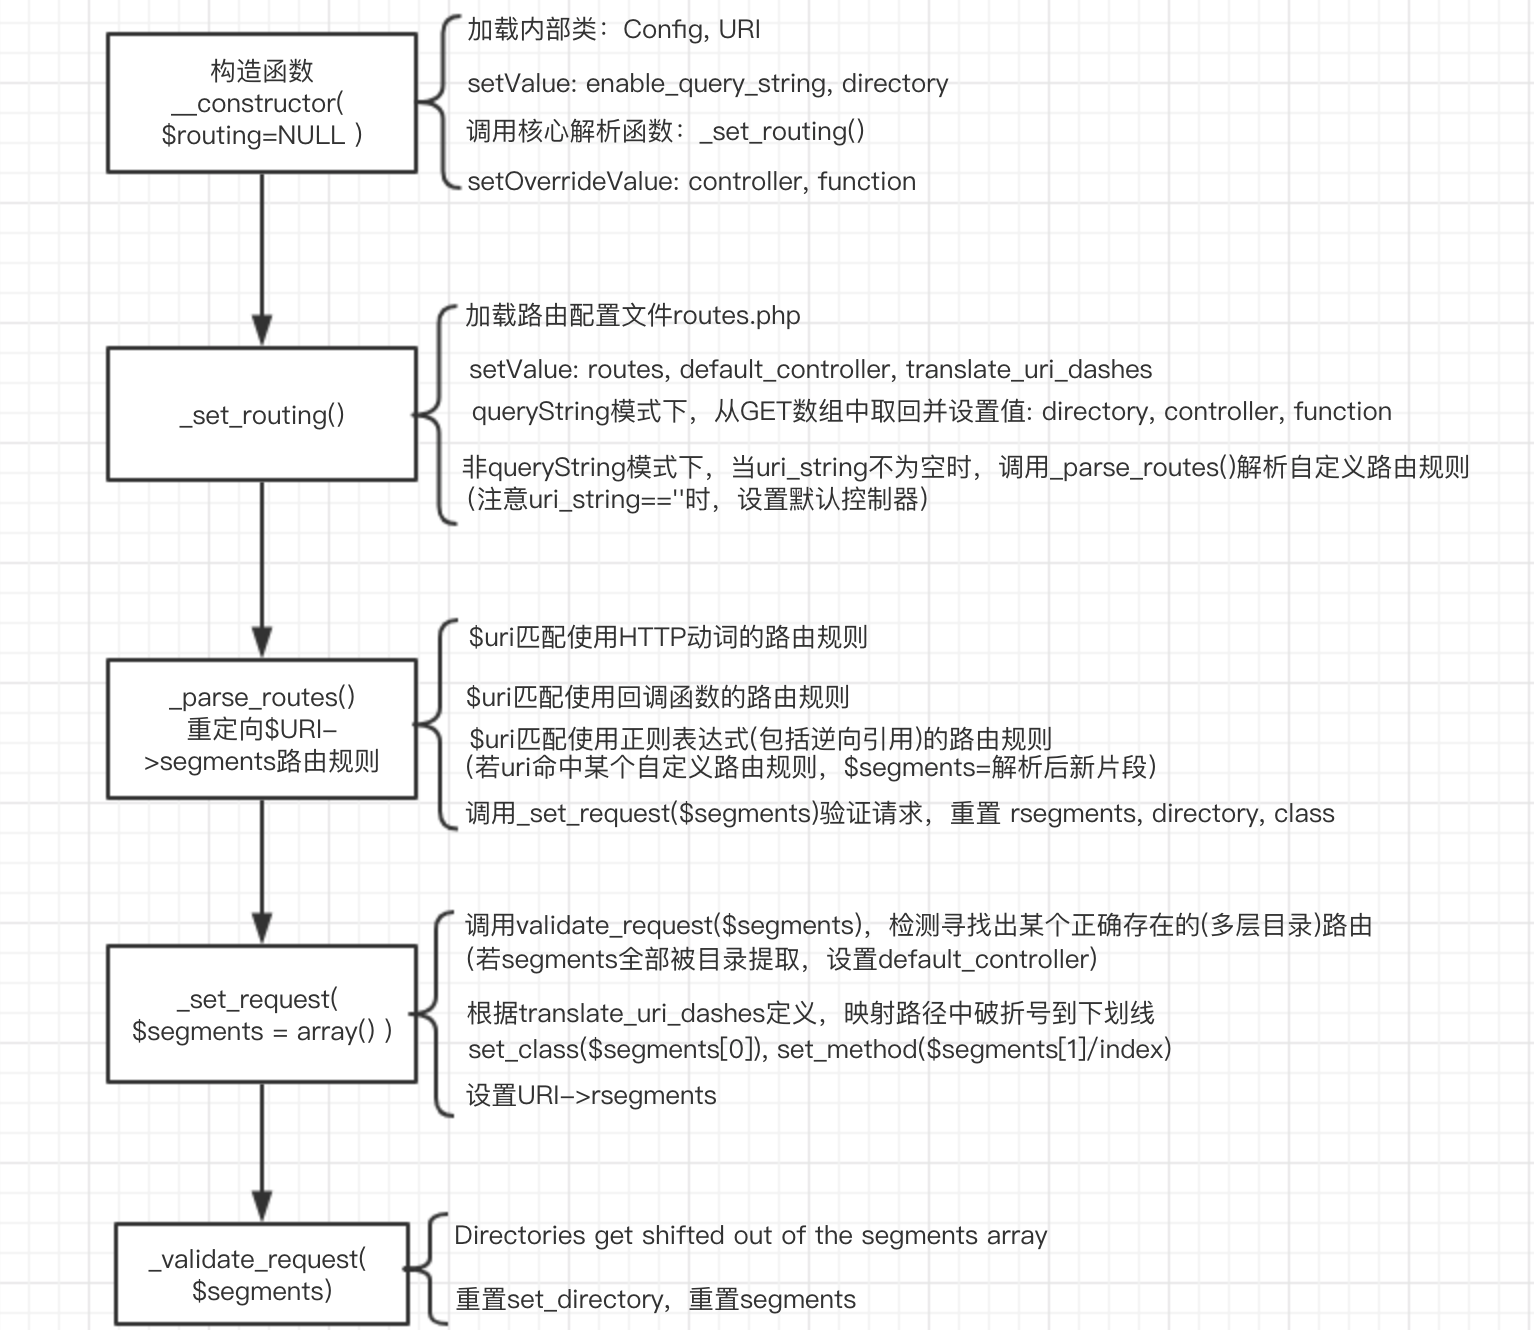 构造函数
__constructor(
$routing=NULL )
加载内部类：Config, URI
setValue: enable_query_string, directory
调用核心解析函数：_set_routing()
setOverrideValue: controller, function
_set_routing()
加载路由配置文件routes.php
setValue: routes, default_controller, translate_uri_dashes
queryString模式下，从GET数组中取回并设置值: directory, controller, function
非queryString模式下，当uri_string不为空时，调用_parse_routes()解析自定义路由规则
（注意uri_string==''时，设置默认控制器）
_parse_routes()
重定向$URI-
>segments路由规则
$uri匹配使用HTTP动词的路由规则
$uri匹配使用回调函数的路由规则
$uri匹配使用正则表达式(包括逆向引用)的路由规则
（若uri命中某个自定义路由规则，$segments=解析后新片段）
调用_set_request($segments)验证请求，重置 rsegments, directory, class
_set_request(
$segments = array() )
调用validate_request($segments)，检测寻找出某个正确存在的(多层目录)路由
（若segments全部被目录提取，设置default_controller）
根据translate_uri_dashes定义，映射路径中破折号到下划线
set_class($segments[0]), set_method($segments[1]/index)
设置URI->rsegments
_validate_request(
$segments)
Directories get shifted out of the segments array
重置set_directory，重置segments